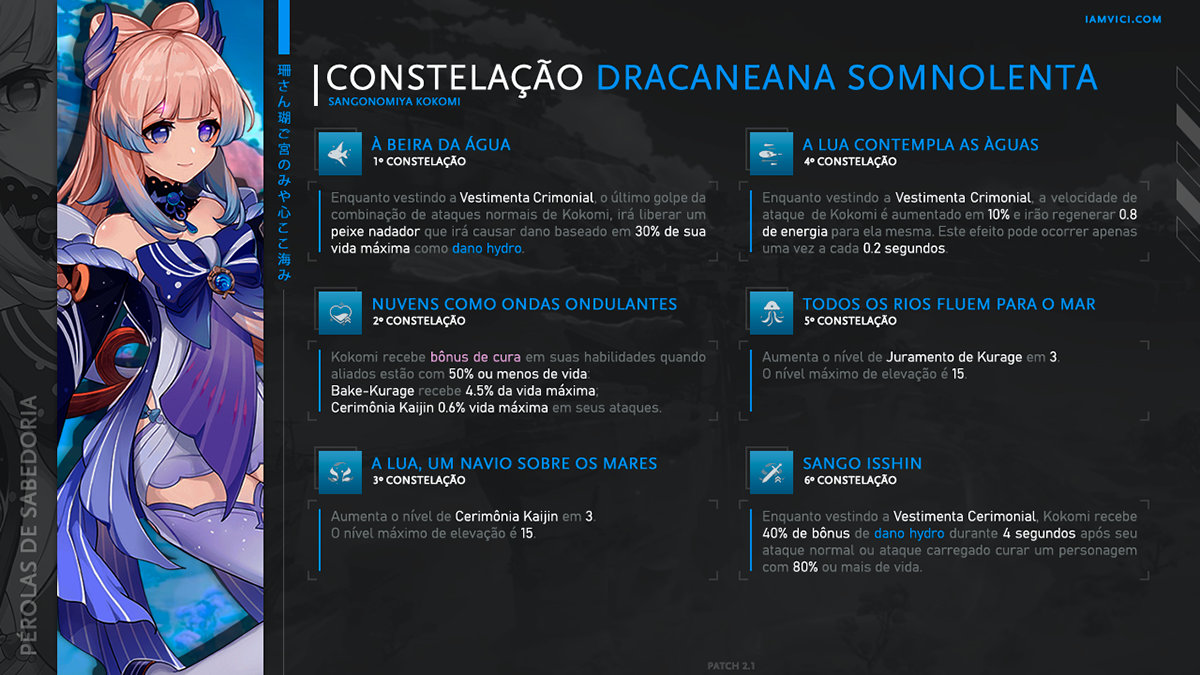 IAMVICI.COM
CONSTELAÇÃO DRACANEANA SOMNOLENTA
SANGONOMIYA KOKOMI
珊さん瑚ご宮のみや心ここ海み
PÉROLAS DE SABEDORIA
À BEIRA DA ÁGUA
1º CONSTELAÇÃO
Enquanto vestindo a Vestimenta Crimonial, o último golpe da
combinação de ataques normais de Kokomi, irá liberar um
peixe nadador que irá causar dano baseado em 30% de sua
vida máxima como dano hydro.
NUVENS COMO ONDAS ONDULANTES
2º CONSTELAÇÃO
Kokomi recebe bônus de cura em suas habilidades quando
aliados estão com 50% ou menos de vida:
Bake-Kurage recebe 4.5% da vida máxima;
Cerimônia Kaijin 0.6% vida máxima em seus ataques.
A LUA, UM NAVIO SOBRE OS MARES
3º CONSTELAÇÃO
Aumenta o nível de Cerimônia Kaijin em 3.
O nível máximo de elevação é 15.
A LUA CONTEMPLA AS ÀGUAS
4º CONSTELAÇÃO
Enquanto vestindo a Vestimenta Crimonial, a velocidade de
ataque de Kokomi é aumentado em 10% e irão regenerar 0.8
de energia para ela mesma. Este efeito pode ocorrer apenas
uma vez a cada 0.2 segundos.
TODOS OS RIOS FLUEM PARA O MAR
5º CONSTELAÇÃO
Aumenta o nível de Juramento de Kurage em 3.
O nível máximo de elevação é 15.
SANGO ISSHIN
6º CONSTELAÇÃO
Enquanto vestindo a Vestimenta Cerimonial, Kokomi recebe
40% de bônus de dano hydro durante 4 segundos após seu
ataque normal ou ataque carregado curar um personagem
com 80% ou mais de vida.
PATCH 2.1